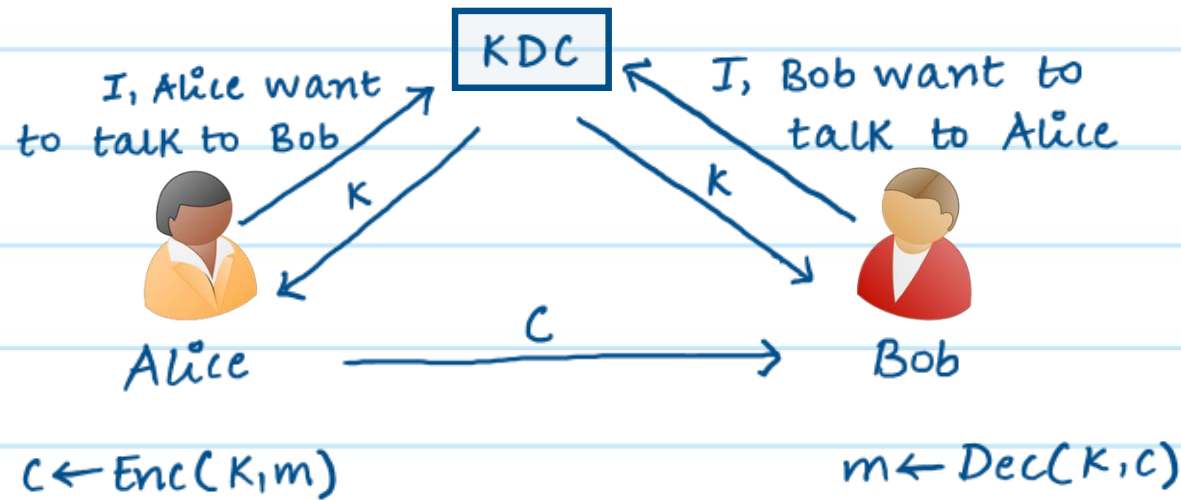 KDC
I, Alice want
to talk to Bob
I, Bob want to
talk to Alice
K
K
C
Alice
Bob
C ← Enc(K,m)
m ← Dec(K,C)